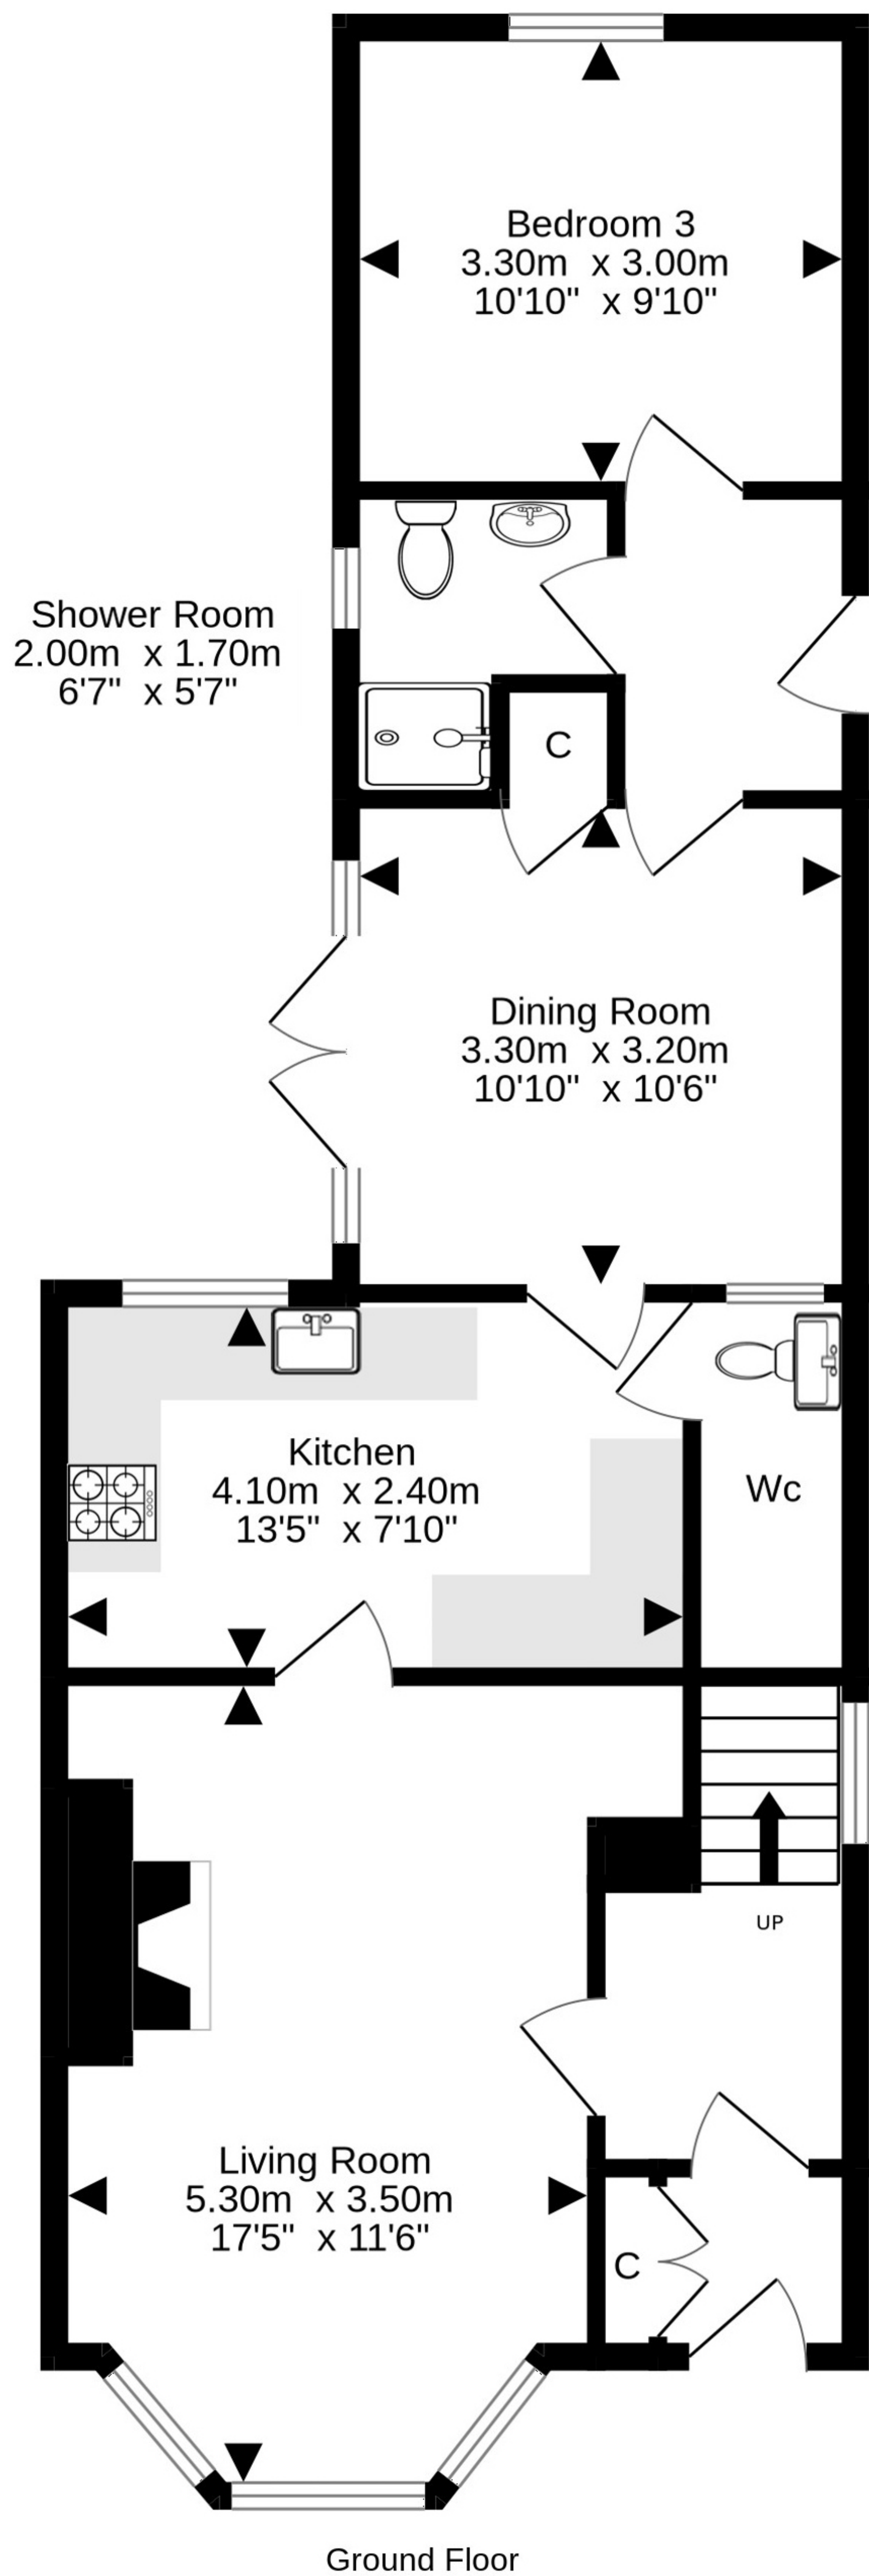 Bedroom 3
3.30m x 3.00m
10'10" x 9'10"
Shower Room
2.00m x 1.70m
6'7" x 5'7"
C
Dining Room
3.30m x 3.20m
10'10" x 10'6"
Kitchen
4.10m x 2.40m
13'5" x 7'10"
Wc
UP
Living Room
5.30m x 3.50m
17'5" x 11'6"
C
Ground Floor